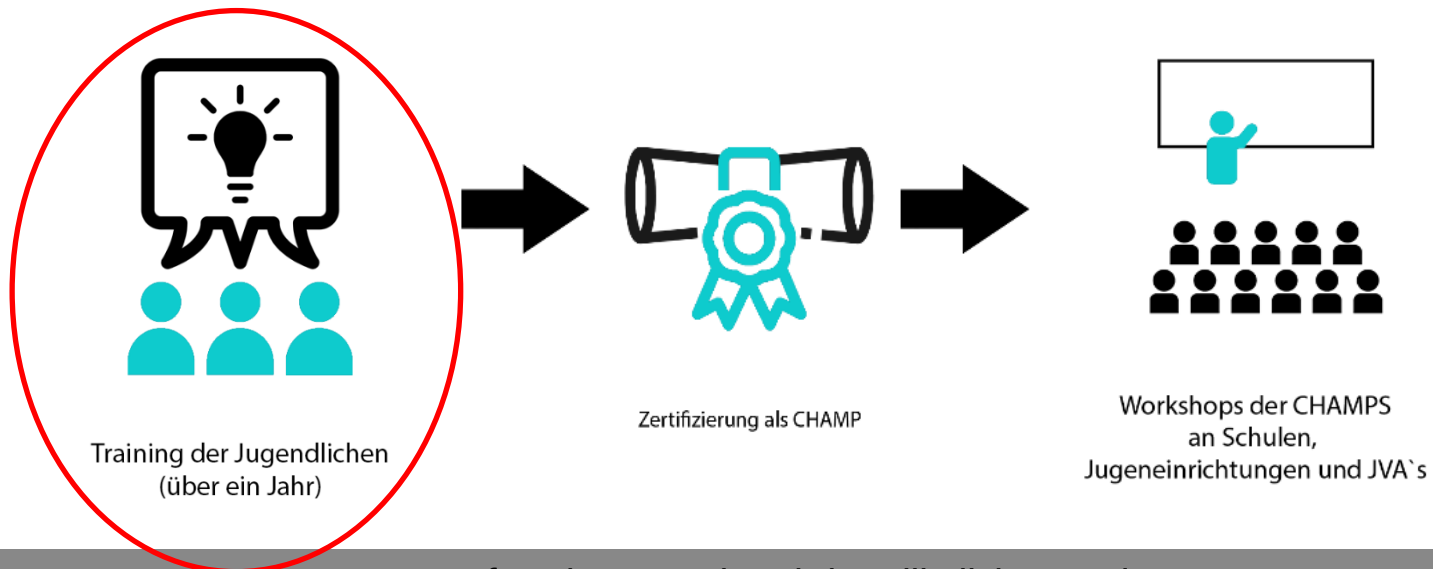 Training der Jugendlichen
(über ein Jahr)
Zertifizierung als CHAMP
Workshops der CHAMPS
an Schulen,
Jugeneinrichtungen und JVA`s